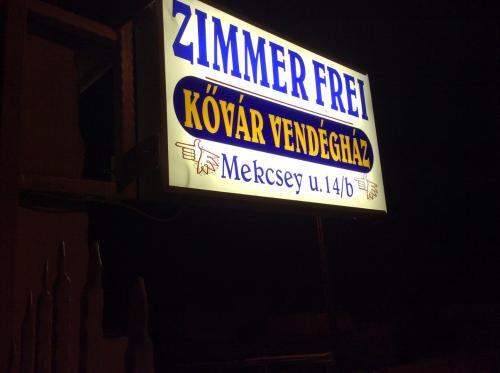 ZIMMER FREI
KŐVÁR VENDÉGHÁZ
Mekcsey u.14/b